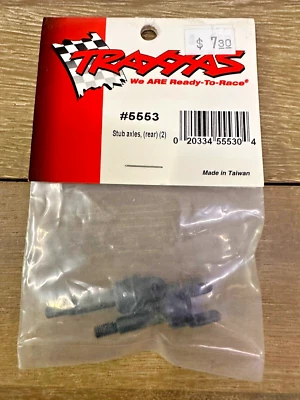 $ 7.30
TRAXXAS
We ARE Ready-To-Race®
#5553
Stub axles, (rear) (2)
0 20334 55530 4
Made in Taiwan